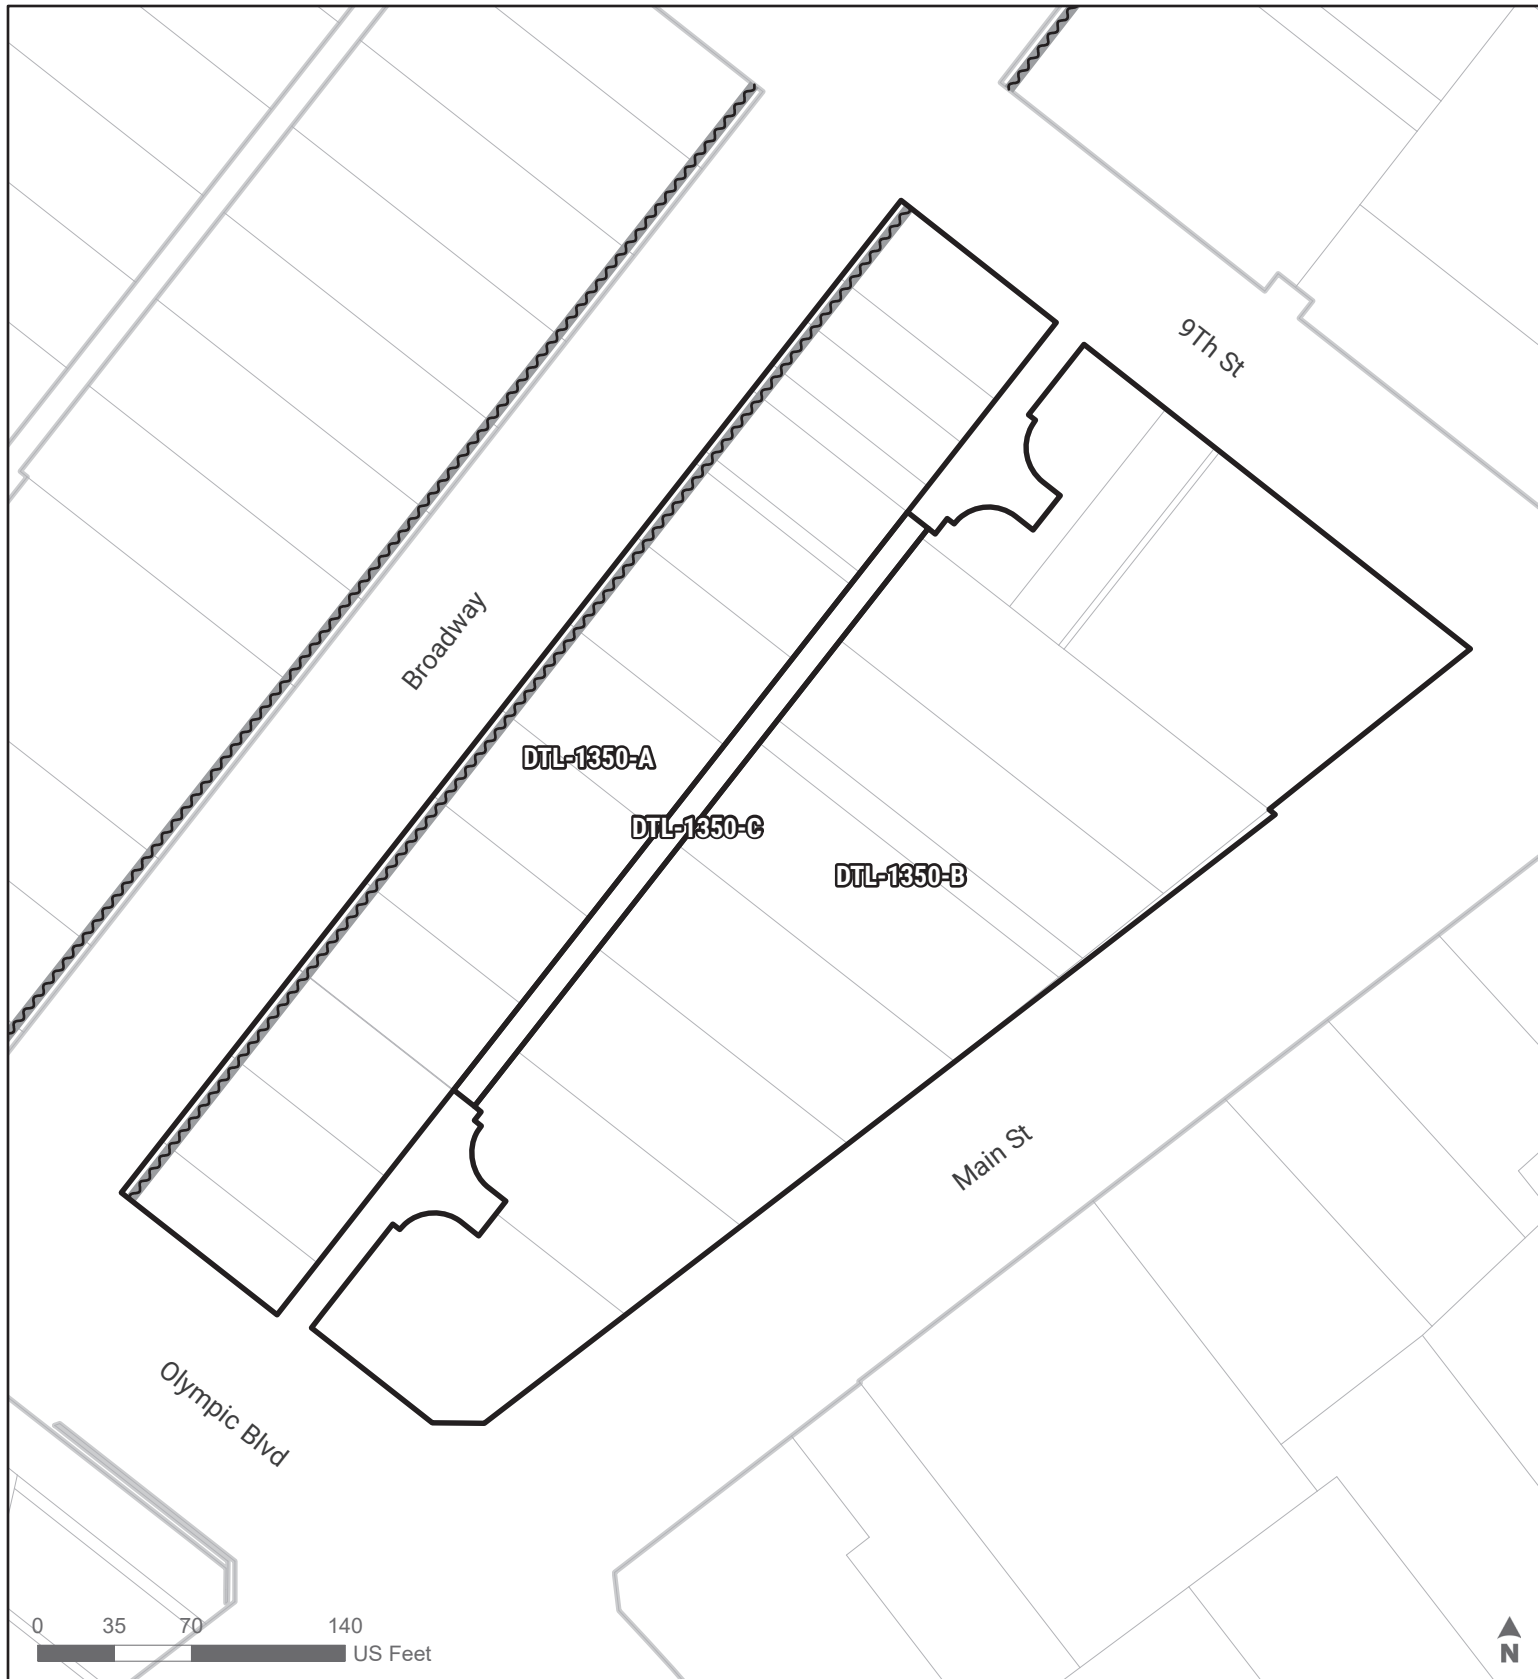 9Th St
Broadway
DTL-1350-A
DTL-1350-C
DTL-1350-B
Main St
Olympic Blvd
0 35 70 140
US Feet
N